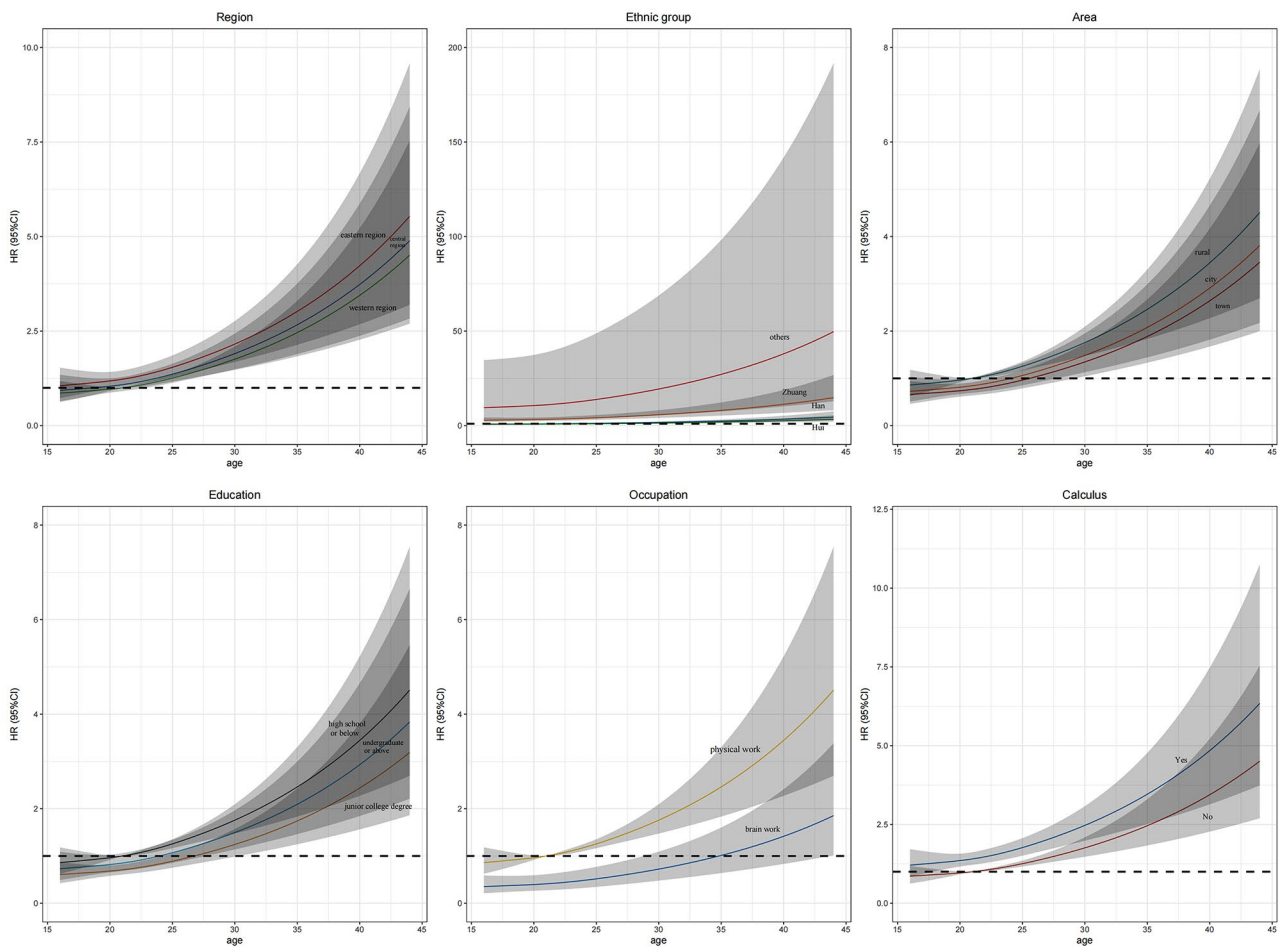 Region
Ethnic group
Area
10.0
7.5
5.0
2.5
0.0
HR (95%CI)
eastern region
central
region
western region
15 20 25 30 35 40 45
age
200
150
100
50
0
HR (95%CI)
others
Zhuang
Han
Hui
15 20 25 30 35 40 45
age
8
6
4
2
0
HR (95%CI)
rural
city
town
15 20 25 30 35 40 45
age
Education
Occupation
Calculus
8
6
4
2
0
HR (95%CI)
high school
or below
undergraduate
or above
junior college degree
15 20 25 30 35 40 45
age
8
6
4
2
0
HR (95%CI)
physical work
brain work
15 20 25 30 35 40 45
age
12.5
10.0
7.5
5.0
2.5
0.0
HR (95%CI)
Yes
No
15 20 25 30 35 40 45
age